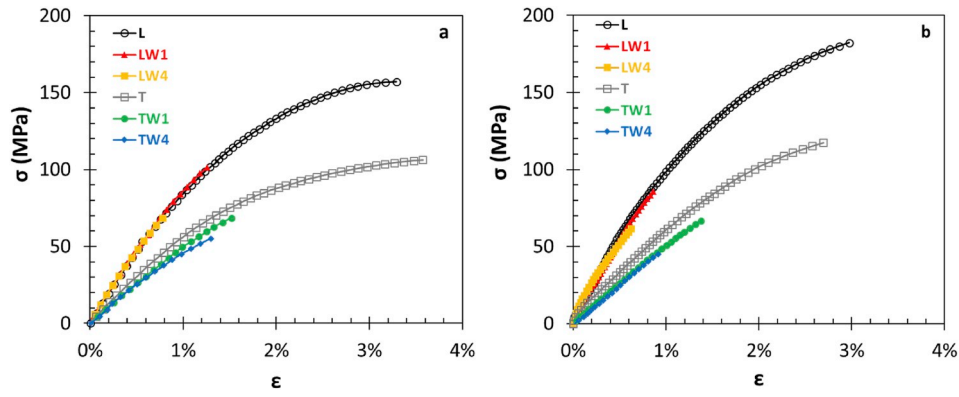 a
200
150
100
50
0
σ (MPa)
L
LW1
LW4
T
TW1
TW4
0% 1% 2% 3% 4%
ε
b
200
150
100
50
0
σ (MPa)
L
LW1
LW4
T
TW1
TW4
0% 1% 2% 3% 4%
ε